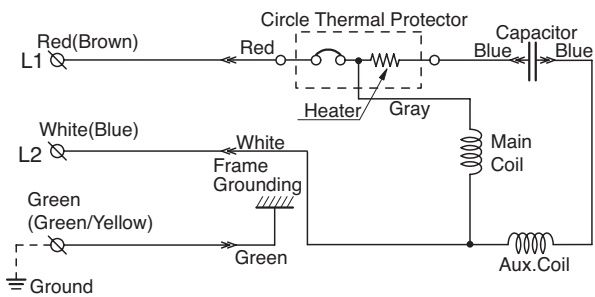 Circle Thermal Protector
Capacitor
Red(Brown)
Red
Blue
Blue
L1
Heater
Gray
White(Blue)
White
L2
Main
Coil
Frame
Grounding
Green
(Green/Yellow)
Green
Aux.Coil
Ground